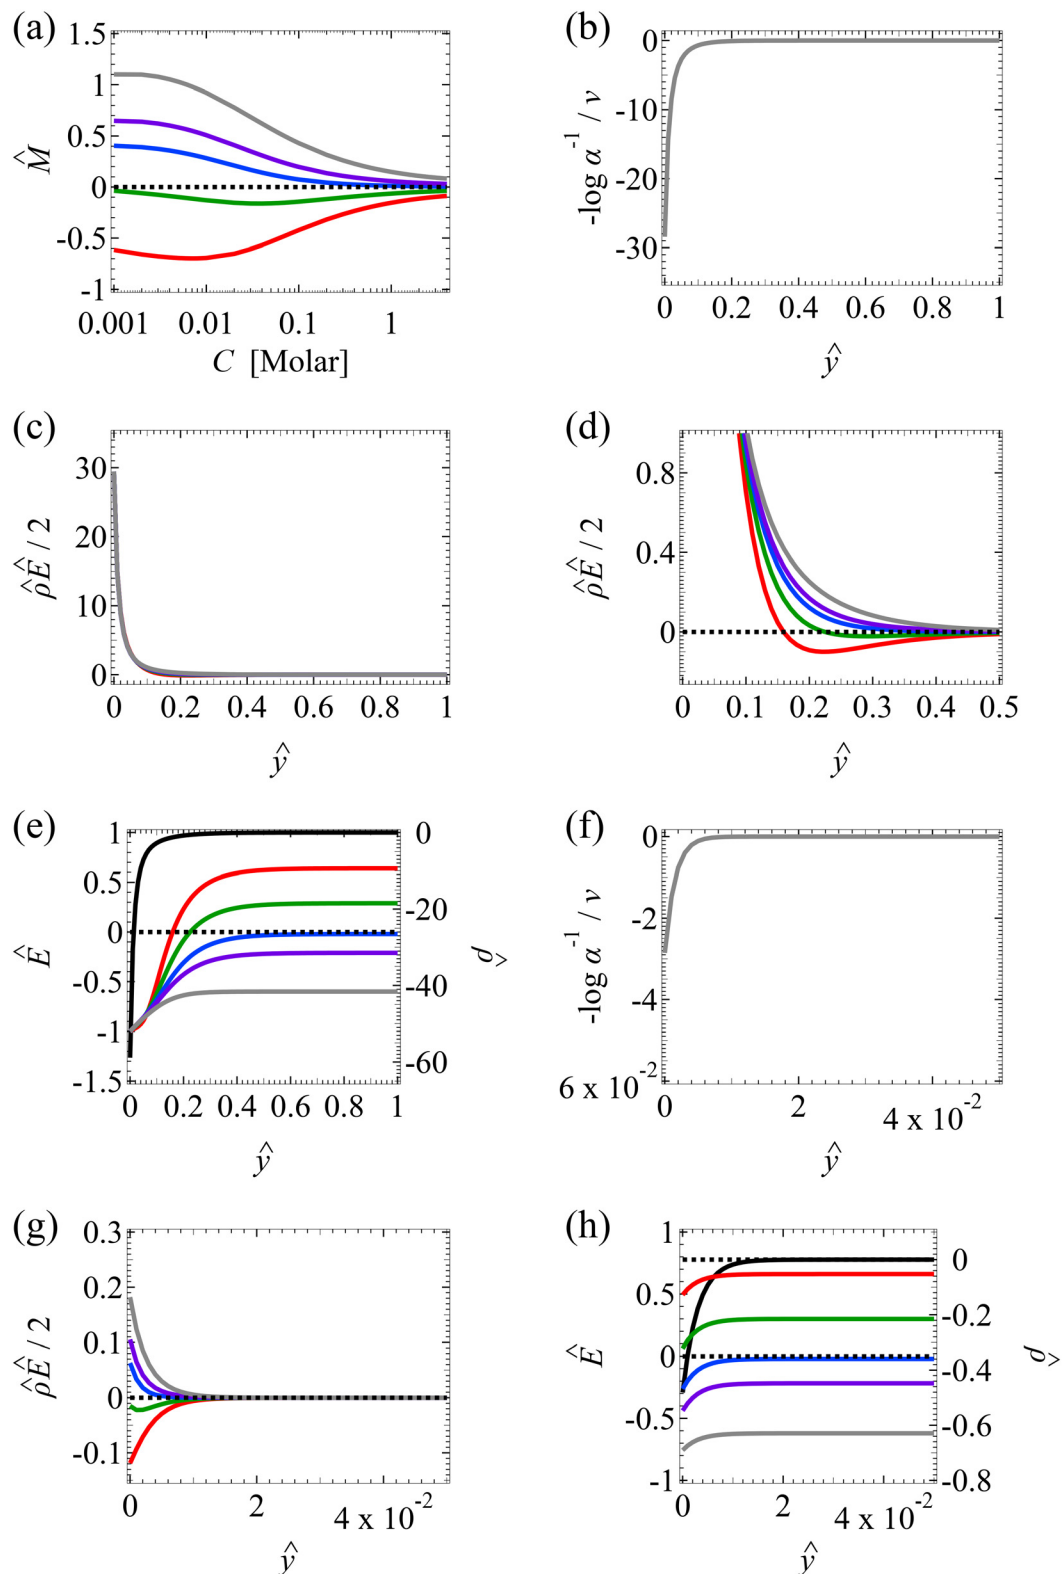 (a)
1.5
1
0.5
0
-0.5
-1
M̂
0.001 0.01 0.1 1
C [Molar]
(b)
0
-10
-20
-30
-log α⁻¹ / ν
0 0.2 0.4 0.6 0.8 1
ŷ
(c)
30
20
10
0
ρ̂Ê / 2
0 0.2 0.4 0.6 0.8 1
ŷ
(d)
0.8
0.4
0
ρ̂Ê / 2
0 0.1 0.2 0.3 0.4 0.5
ŷ
(e)
1
0.5
0
-0.5
-1
-1.5
Ê
0
-20
-40
-60
ρ̂
0 0.2 0.4 0.6 0.8 1
ŷ
(f)
0
-2
-4
6 x 10⁻²
-log α⁻¹ / ν
0 2 4 x 10⁻²
ŷ
(g)
0.3
0.2
0.1
0
-0.1
ρ̂Ê / 2
0 2 4 x 10⁻²
ŷ
(h)
1
0.5
0
-0.5
-1
Ê
0
-0.2
-0.4
-0.6
-0.8
ρ̂
0 2 4 x 10⁻²
ŷ